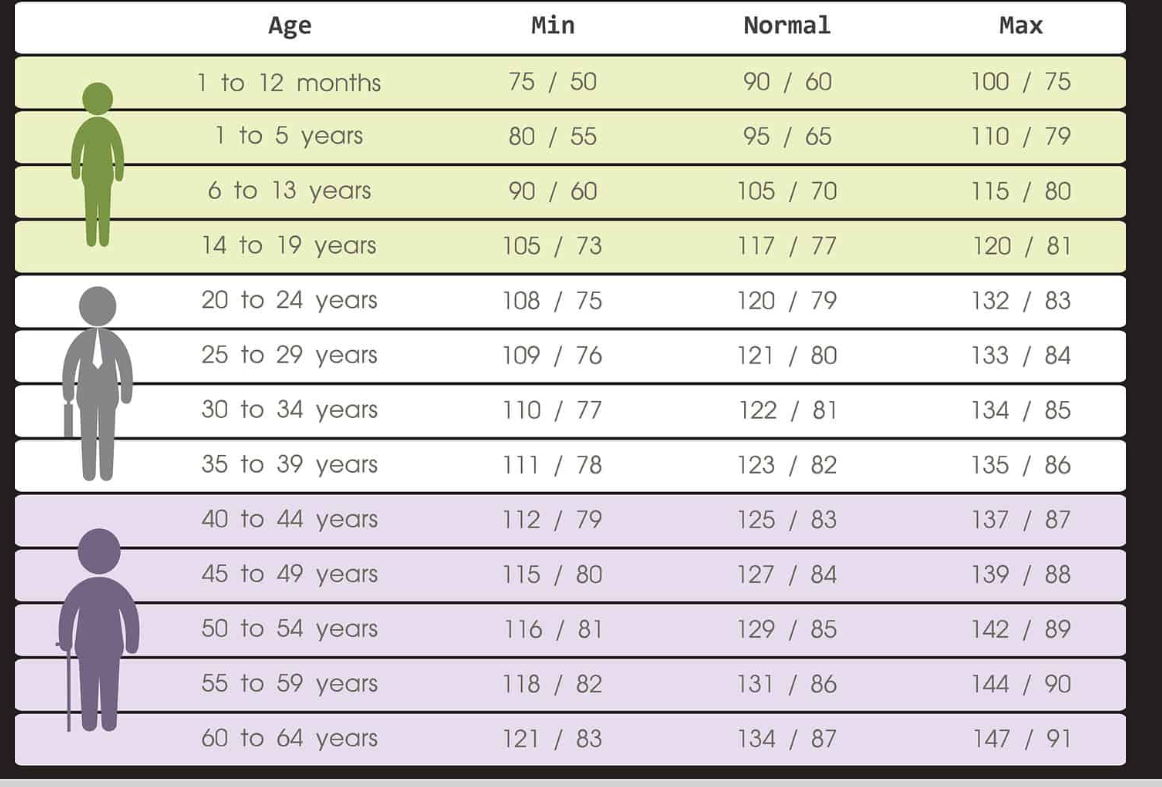 Age Min Normal Max
1 to 12 months 75 / 50 90 / 60 100 / 75
1 to 5 years 80 / 55 95 / 65 110 / 79
6 to 13 years 90 / 60 105 / 70 115 / 80
14 to 19 years 105 / 73 117 / 77 120 / 81
20 to 24 years 108 / 75 120 / 79 132 / 83
25 to 29 years 109 / 76 121 / 80 133 / 84
30 to 34 years 110 / 77 122 / 81 134 / 85
35 to 39 years 111 / 78 123 / 82 135 / 86
40 to 44 years 112 / 79 125 / 83 137 / 87
45 to 49 years 115 / 80 127 / 84 139 / 88
50 to 54 years 116 / 81 129 / 85 142 / 89
55 to 59 years 118 / 82 131 / 86 144 / 90
60 to 64 years 121 / 83 134 / 87 147 / 91